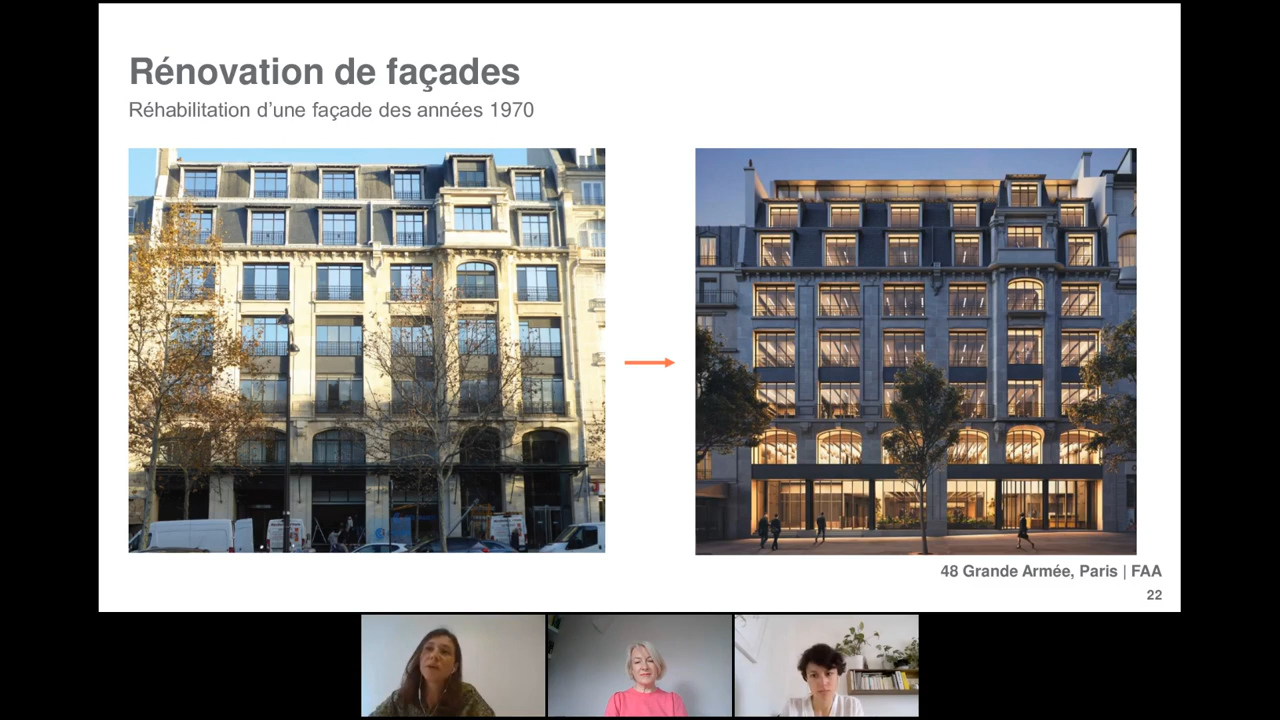 Rénovation de façades
Réhabilitation d'une façade des années 1970
48 Grande Armée, Paris | FAA
22